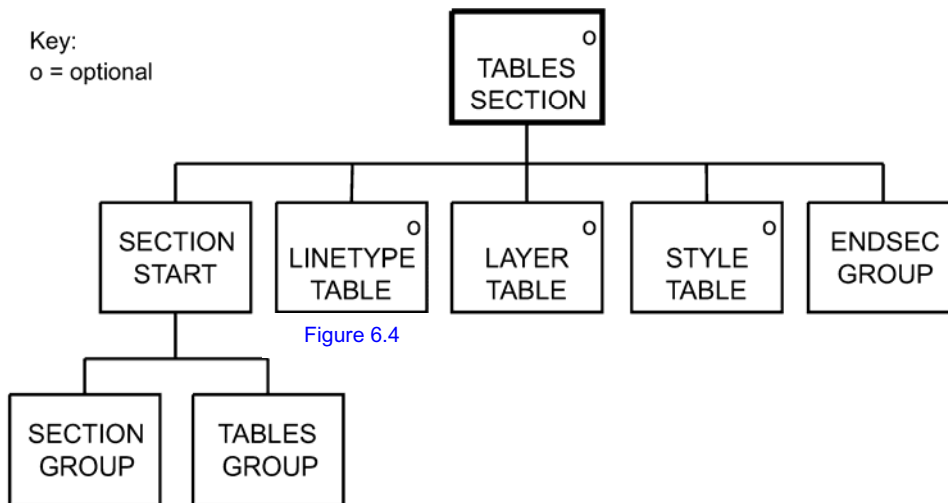 Key:
o = optional
o
TABLES
SECTION
SECTION
START
o
LINETYPE
TABLE
Figure 6.4
o
LAYER
TABLE
o
STYLE
TABLE
ENDSEC
GROUP
SECTION
GROUP
TABLES
GROUP